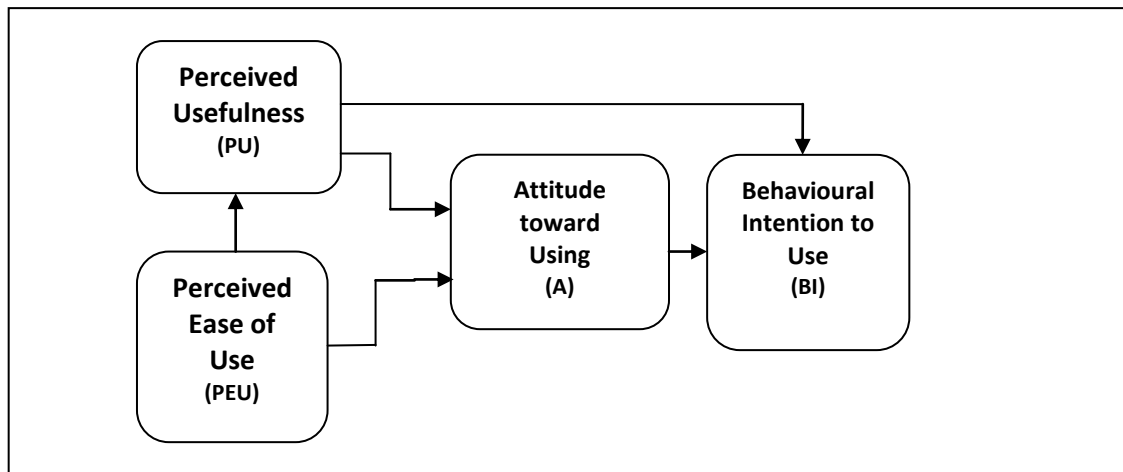 Perceived
Usefulness
(PU)
Perceived
Ease of
Use
(PEU)
Attitude
toward
Using
(A)
Behavioural
Intention to
Use
(BI)